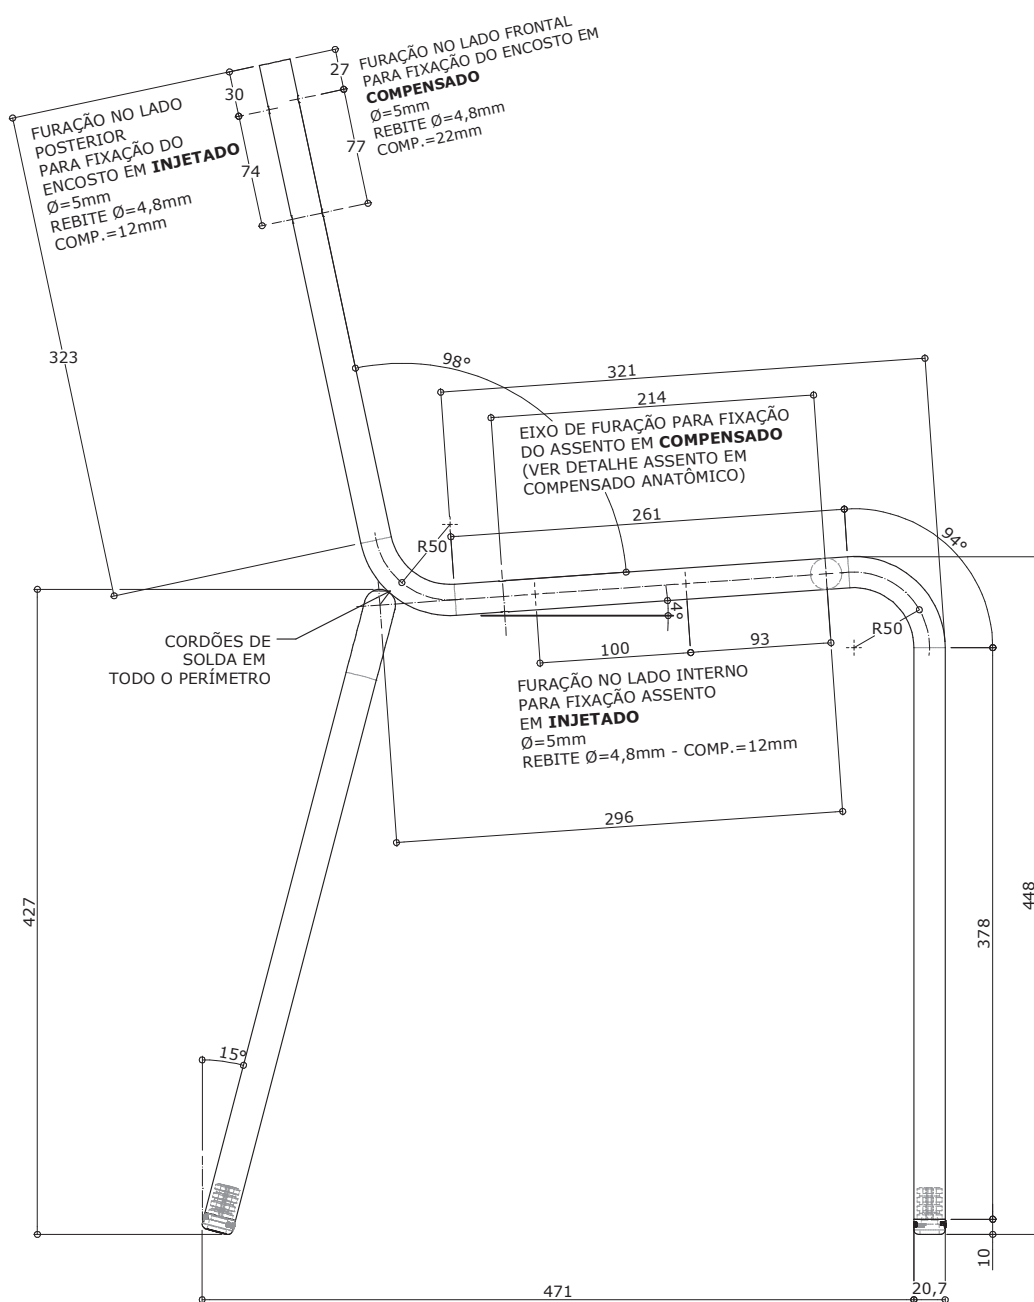 FURAÇÃO NO LADO
POSTERIOR
PARA FIXAÇÃO DO
ENCOSTO EM INJETADO
Ø=5mm
REBITE Ø=4,8mm
COMP.=12mm
30
74
27
77
FURAÇÃO NO LADO FRONTAL
PARA FIXAÇÃO DO ENCOSTO EM
COMPENSADO
Ø=5mm
REBITE Ø=4,8mm
COMP.=22mm
323
98°
321
214
EIXO DE FURAÇÃO PARA FIXAÇÃO
DO ASSENTO EM COMPENSADO
(VER DETALHE ASSENTO EM
COMPENSADO ANATÔMICO)
261
R50
94°
4°
R50
CORDÕES DE
SOLDA EM
TODO O PERÍMETRO
100
93
FURAÇÃO NO LADO INTERNO
PARA FIXAÇÃO ASSENTO
EM INJETADO
Ø=5mm
REBITE Ø=4,8mm - COMP.=12mm
296
427
448
378
15°
10
471
20,7